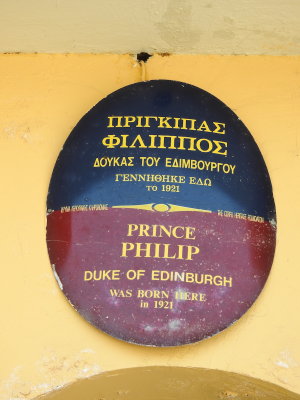 ΠΡΙΓΚΙΠΑΣ
ΦΙΛΙΠΠΟΣ
ΔΟΥΚΑΣ ΤΟΥ ΕΔΙΜΒΟΥΡΓΟΥ
ΓΕΝΝΗΘΗΚΕ ΕΔΩ
το 1921
PRINCE
PHILIP
DUKE OF EDINBURGH
WAS BORN HERE
in 1921